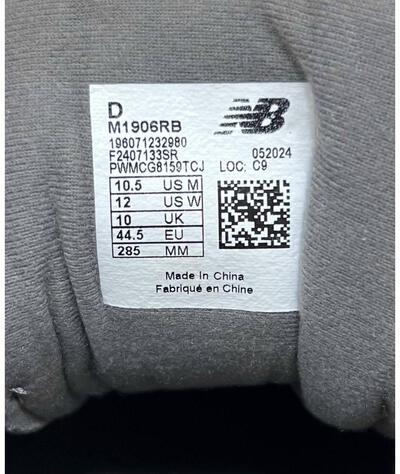 D
M1906RB
196071232980
F2407133SR 052024
PWMCG8159TCJ LOC: C9
10.5 US M
12 US W
10 UK
44.5 EU
285 MM
Made In China
Fabriqué en Chine